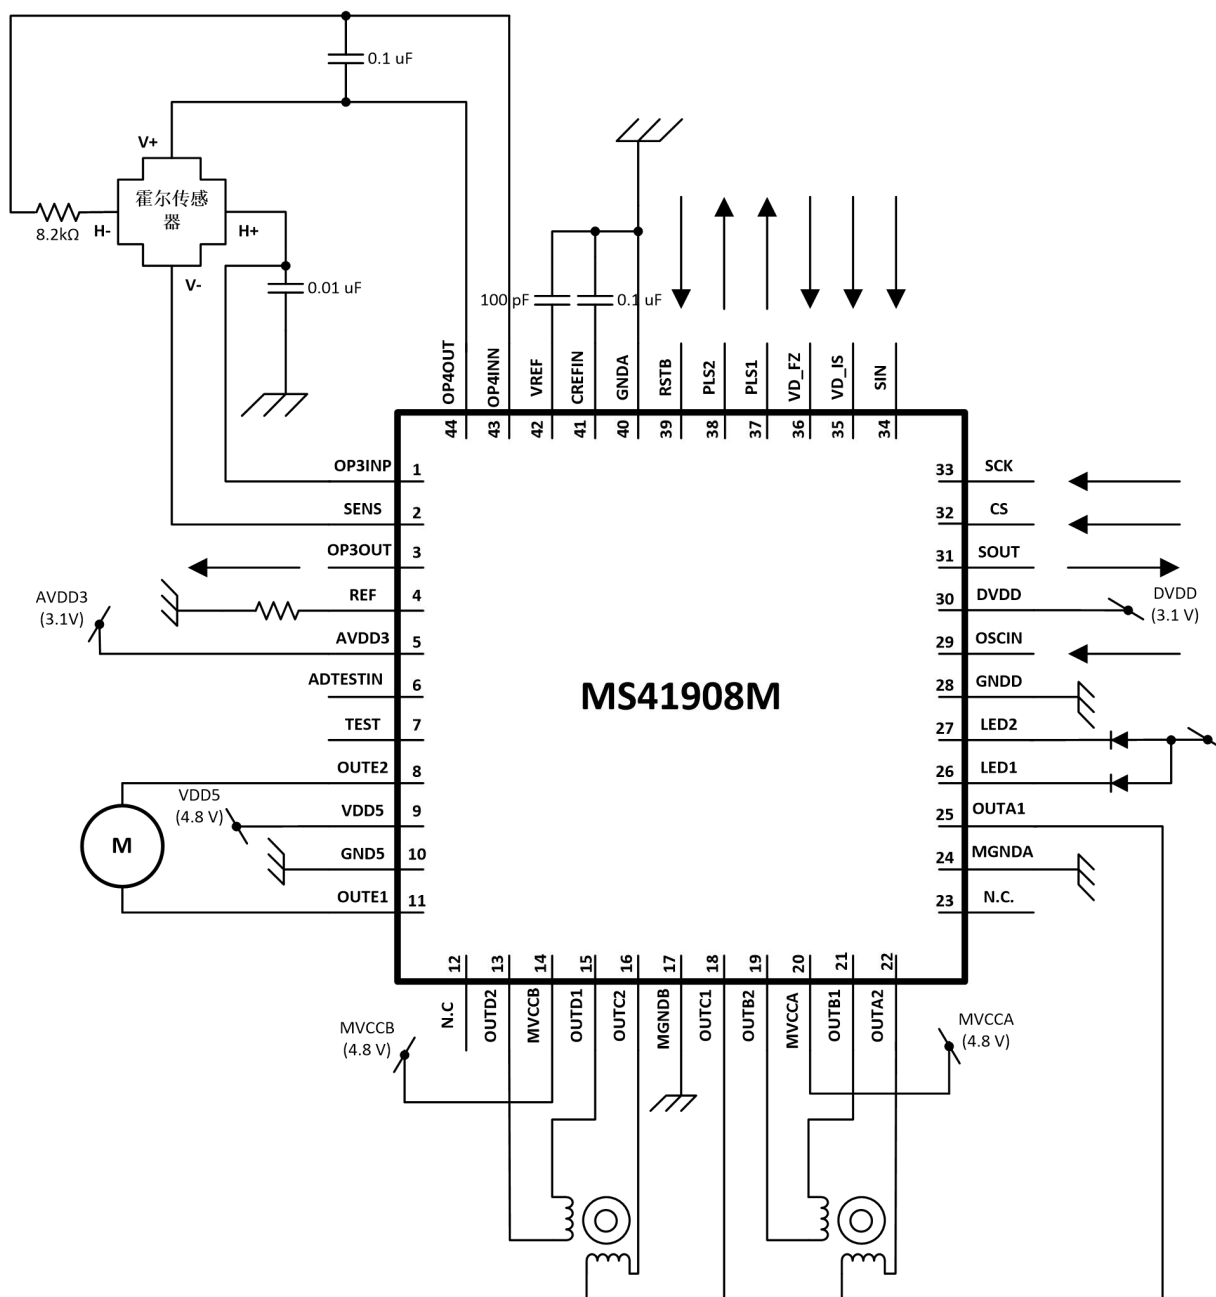 0.1 uF
V+
霍尔传感
器
8.2kΩ
H-
H+
V-
0.01 uF
100 pF
0.1 uF
OP4OUT
OP4INN
VREF
CREFIN
GNDA
RSTB
PLS2
PLS1
VD_FZ
VD_IS
SIN
44
43
42
41
40
39
38
37
36
35
34
OP3INP
1
SENS
2
OP3OUT
3
REF
4
AVDD3
5
ADTESTIN
6
TEST
7
OUTE2
8
VDD5
9
GND5
10
OUTE1
11
AVDD3
(3.1V)
VDD5
(4.8 V)
M
MS41908M
33
SCK
32
CS
31
SOUT
30
DVDD
29
OSCIN
28
GNDD
27
LED2
26
LED1
25
OUTA1
24
MGNDA
23
N.C.
DVDD
(3.1 V)
12
13
14
15
16
17
18
19
20
21
22
N.C
OUTD2
MVCCB
OUTD1
OUTC2
MGNDB
OUTC1
OUTB2
MVCCA
OUTB1
OUTA2
MVCCB
(4.8 V)
MVCCA
(4.8 V)